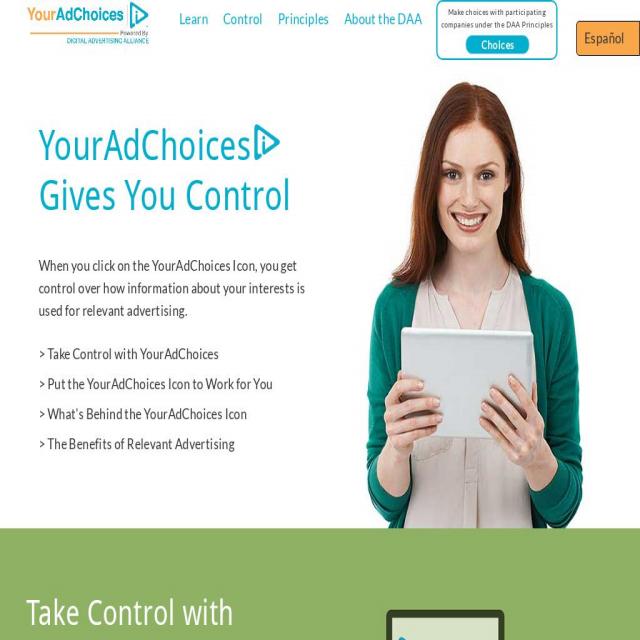 YourAdChoices
Powered By
DIGITAL ADVERTISING ALLIANCE
Learn Control Principles About the DAA
Make choices with participating
companies under the DAA Principles
Choices
Español
YourAdChoices
Gives You Control
When you click on the YourAdChoices Icon, you get
control over how information about your interests is
used for relevant advertising.
> Take Control with YourAdChoices
> Put the YourAdChoices Icon to Work for You
> What's Behind the YourAdChoices Icon
> The Benefits of Relevant Advertising
Take Control with